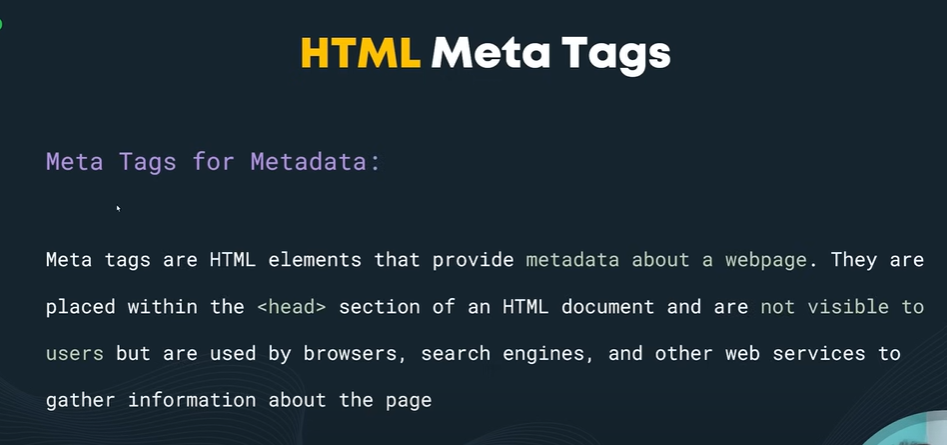 HTML Meta Tags
Meta Tags for Metadata:
Meta tags are HTML elements that provide metadata about a webpage. They are
placed within the <head> section of an HTML document and are not visible to
users but are used by browsers, search engines, and other web services to
gather information about the page